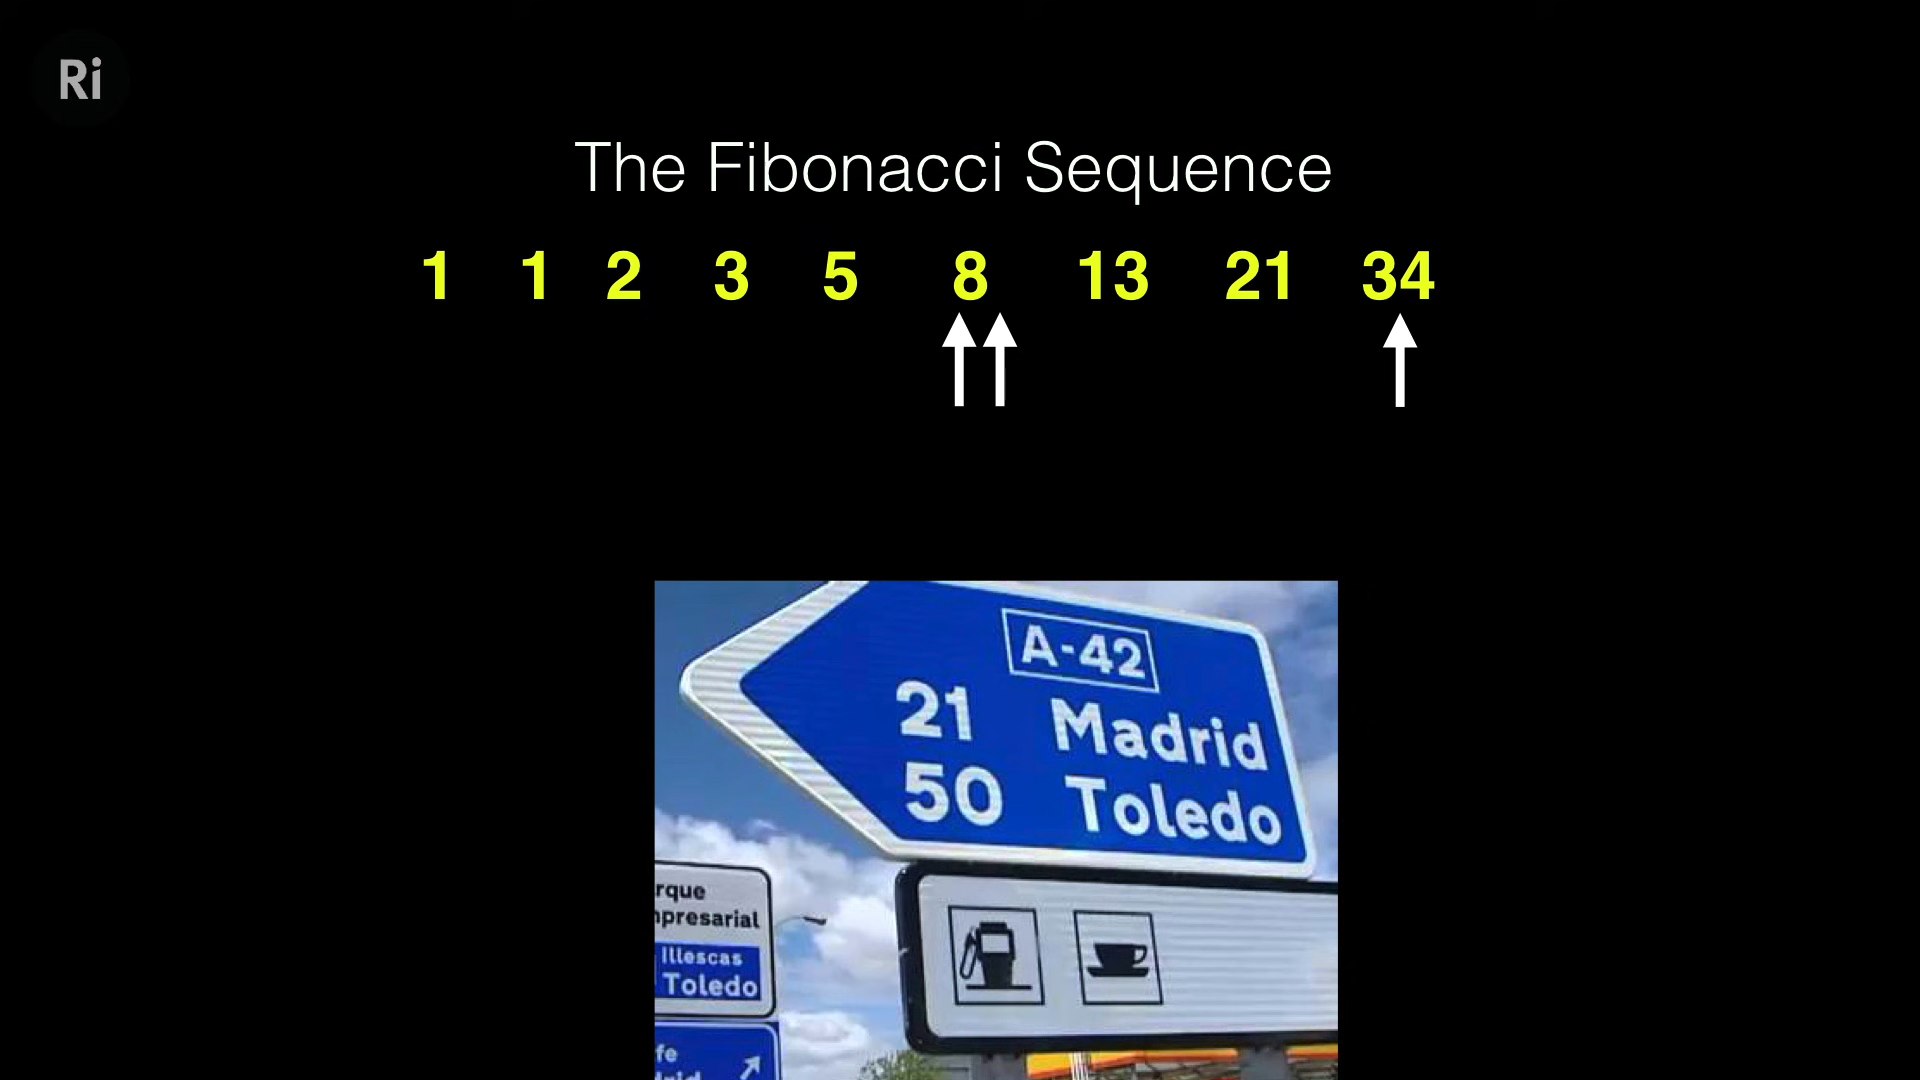 Ri
The Fibonacci Sequence
1 1 2 3 5 8 13 21 34
A-42
21 Madrid
50 Toledo
rque
presarial
Illescas
Toledo
fe
drid